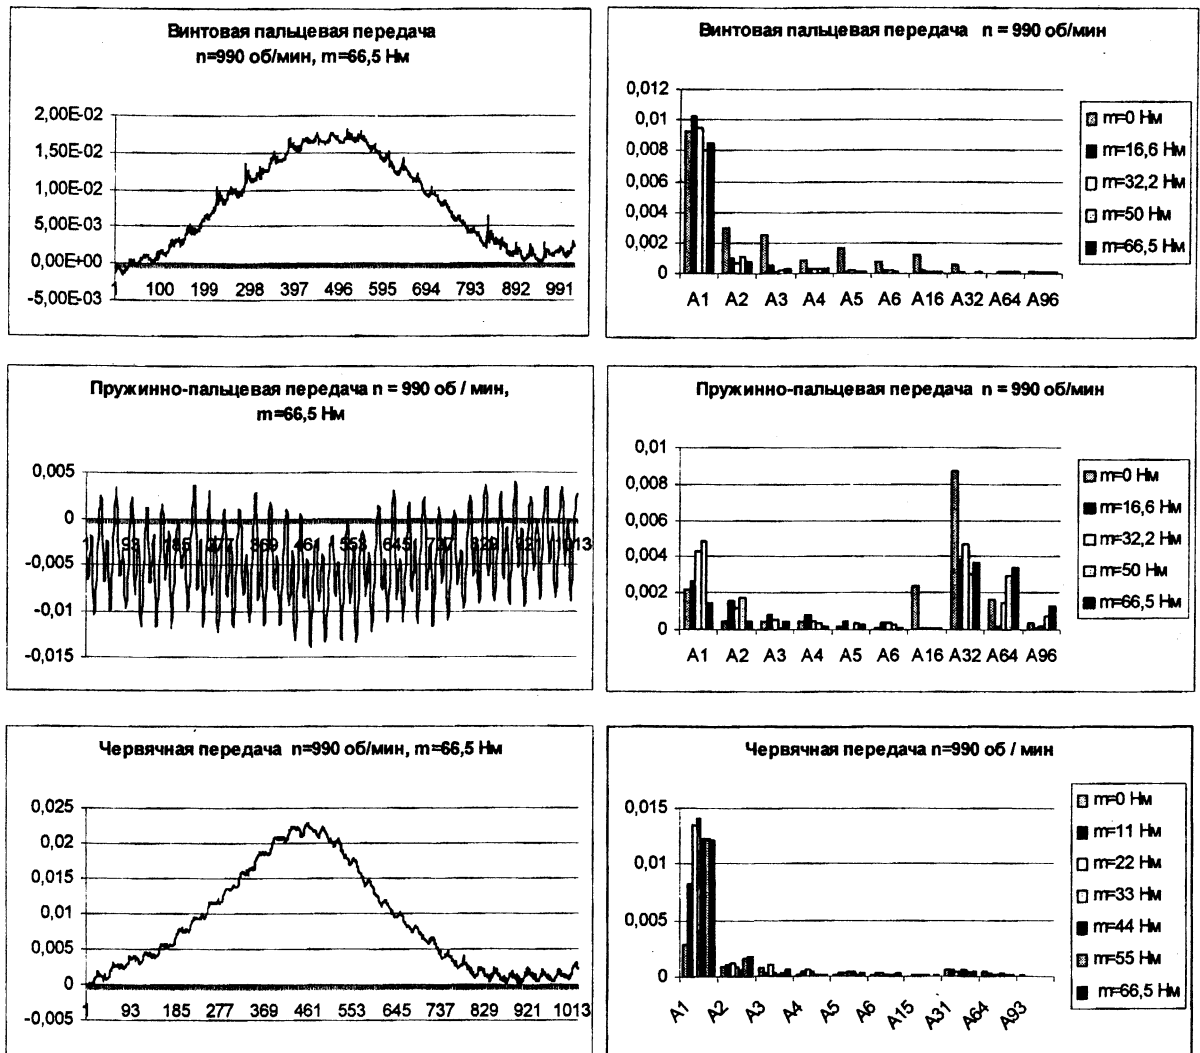 Винтовая пальцевая передача
n=990 об/мин, m=66,5 Нм
2,00E-02
1,50E-02
1,00E-02
5,00E-03
0,00E+00
-5,00E-03
1 100 199 298 397 496 595 694 793 892 991
Винтовая пальцевая передача n = 990 об/мин
0,012
0,01
0,008
0,006
0,004
0,002
0
A1 A2 A3 A4 A5 A6 A16 A32 A64 A96
m=0 Нм
m=16,6 Нм
m=32,2 Нм
m=50 Нм
m=66,5 Нм
Пружинно-пальцевая передача n = 990 об / мин,
m=66,5 Нм
0,005
0
-0,005
-0,01
-0,015
1 93 185 277 369 461 553 645 737 829 921 1013
Пружинно-пальцевая передача n = 990 об/мин
0,01
0,008
0,006
0,004
0,002
0
A1 A2 A3 A4 A5 A6 A16 A32 A64 A96
m=0 Нм
m=16,6 Нм
m=32,2 Нм
m=50 Нм
m=66,5 Нм
Червячная передача n=990 об/мин, m=66,5 Нм
0,025
0,02
0,015
0,01
0,005
0
-0,005
1 93 185 277 369 461 553 645 737 829 921 1013
Червячная передача n=990 об / мин
0,015
0,01
0,005
0
A1 A2 A3 A4 A5 A6 A15 A31 A64 A93
m=0 Нм
m=11 Нм
m=22 Нм
m=33 Нм
m=44 Нм
m=55 Нм
m=66,5 Нм